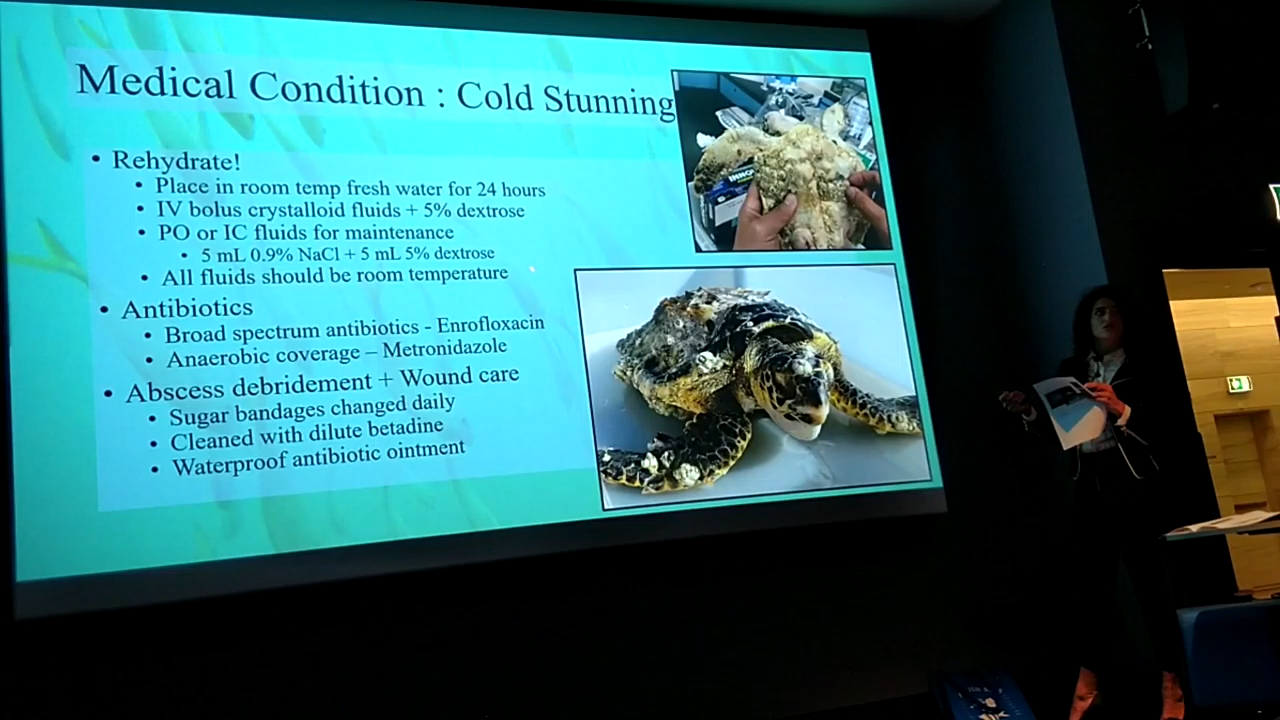 Medical Condition : Cold Stunning
• Rehydrate!
• Place in room temp fresh water for 24 hours
• IV bolus crystalloid fluids + 5% dextrose
• PO or IC fluids for maintenance
• 5 mL 0.9% NaCl + 5 mL 5% dextrose
• All fluids should be room temperature
• Antibiotics
• Broad spectrum antibiotics - Enrofloxacin
• Anaerobic coverage – Metronidazole
• Abscess debridement + Wound care
• Sugar bandages changed daily
• Cleaned with dilute betadine
• Waterproof antibiotic ointment